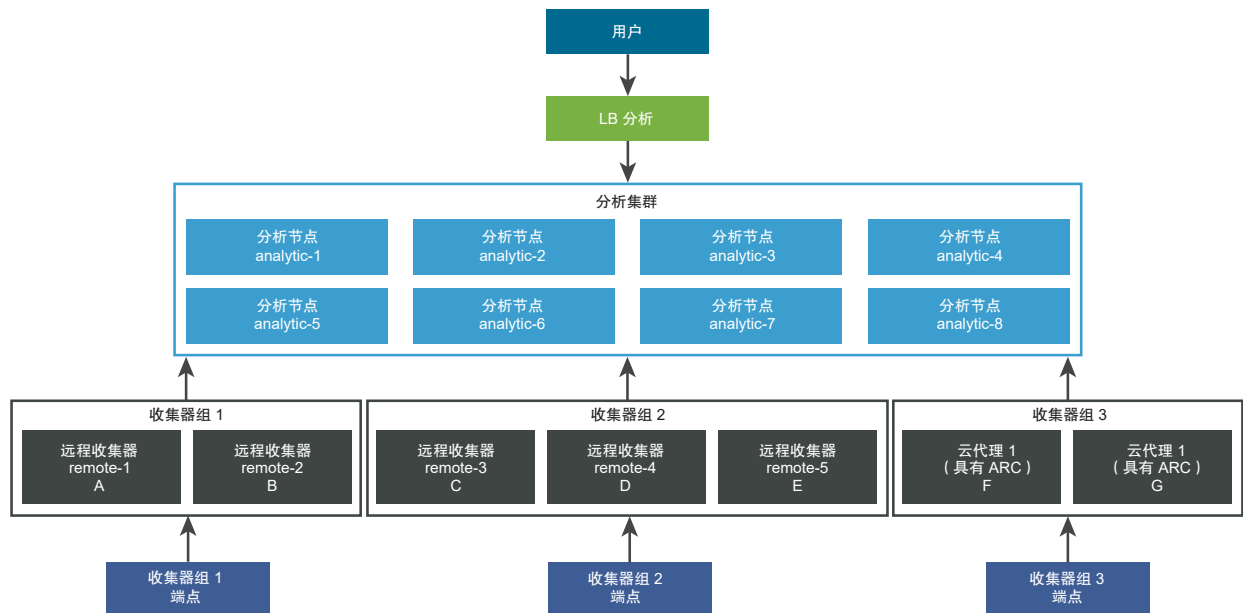 用户
LB 分析
分析集群
分析节点
analytic-1
分析节点
analytic-2
分析节点
analytic-3
分析节点
analytic-4
分析节点
analytic-5
分析节点
analytic-6
分析节点
analytic-7
分析节点
analytic-8
收集器组 1
远程收集器
remote-1
A
远程收集器
remote-2
B
收集器组 2
远程收集器
remote-3
C
远程收集器
remote-4
D
远程收集器
remote-5
E
收集器组 3
云代理 1
（具有 ARC）
F
云代理 1
（具有 ARC）
G
收集器组 1
端点
收集器组 2
端点
收集器组 3
端点